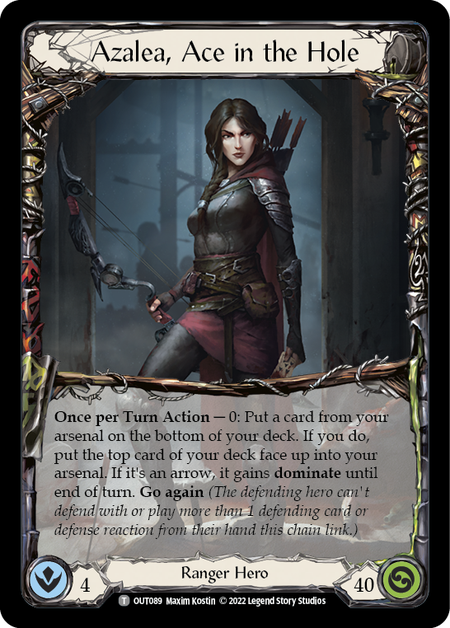 Azalea, Ace in the Hole
Once per Turn Action — 0: Put a card from your
arsenal on the bottom of your deck. If you do,
put the top card of your deck face up into your
arsenal. If it's an arrow, it gains dominate until
end of turn. Go again (The defending hero can't
defend with or play more than 1 defending card or
defense reaction from their hand this chain link.)
4
Ranger Hero
40
T OUT089 Maxim Kostin © 2022 Legend Story Studios